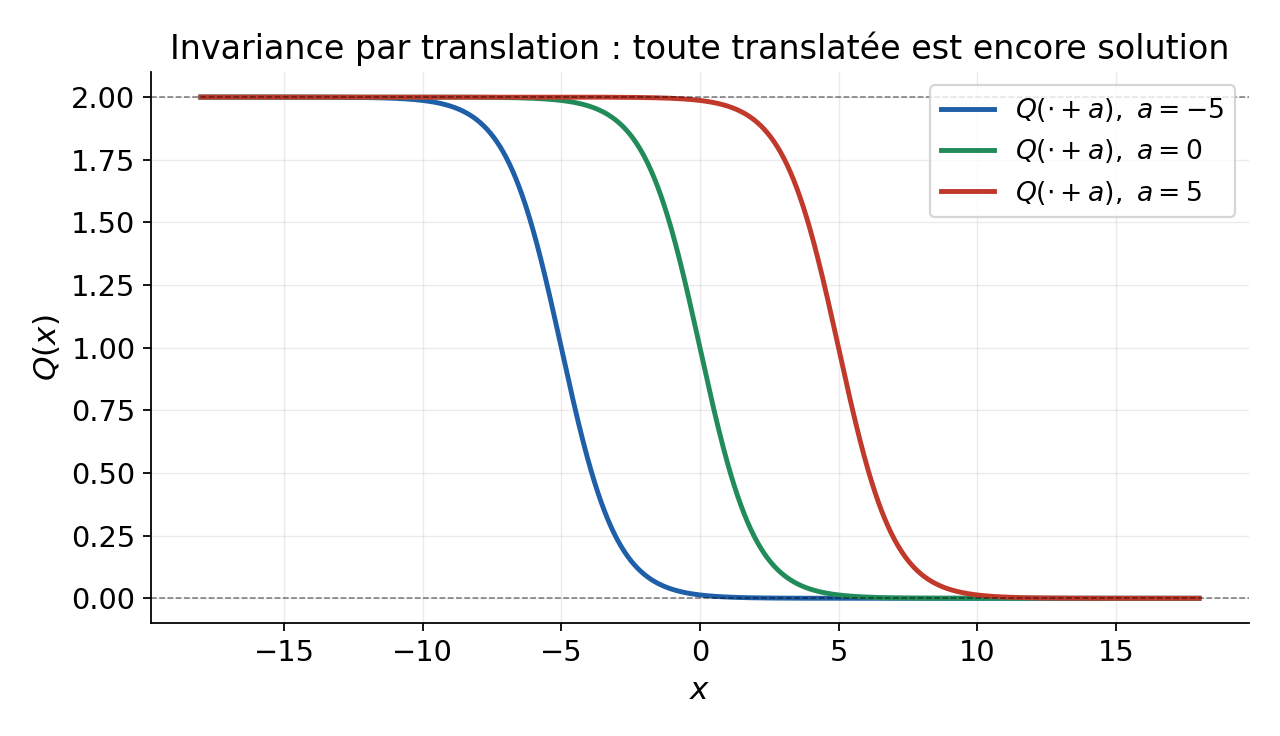 Invariance par translation : toute translatée est encore solution
Q(· + a), a = −5
Q(· + a), a = 0
Q(· + a), a = 5
Q(x)
2.00
1.75
1.50
1.25
1.00
0.75
0.50
0.25
0.00
−15 −10 −5 0 5 10 15
x